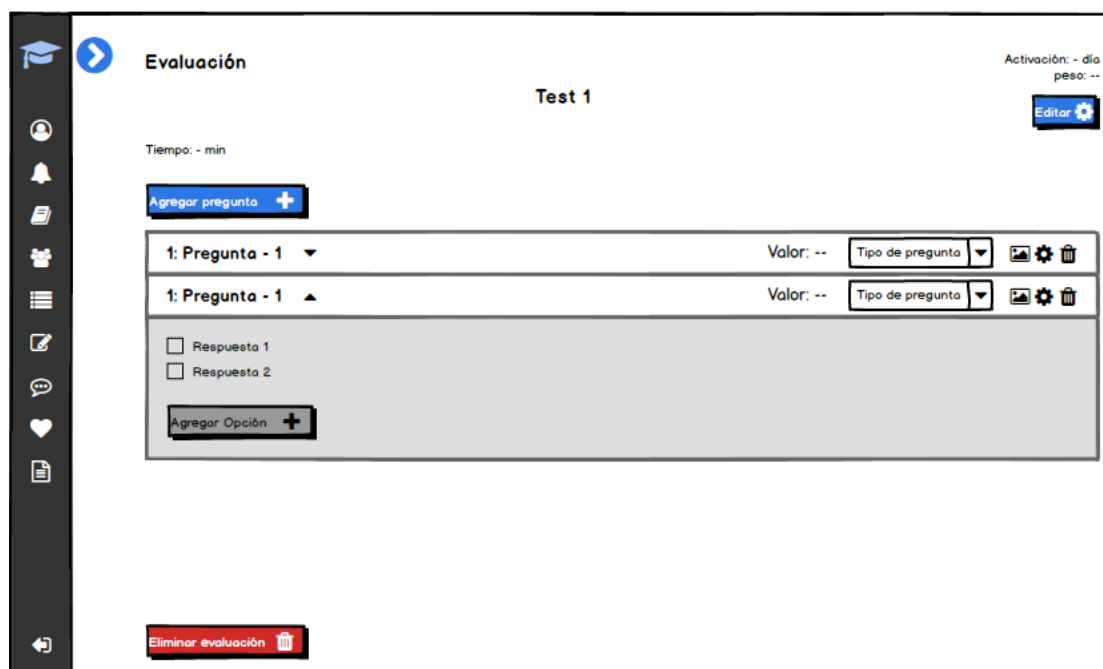 Evaluación
Activación: - día
peso: --
Test 1
Editar
Tiempo: - min
Agregar pregunta
1: Pregunta - 1 Valor: -- Tipo de pregunta
1: Pregunta - 1 Valor: -- Tipo de pregunta
Respuesta 1
Respuesta 2
Agregar Opción
Eliminar evaluación